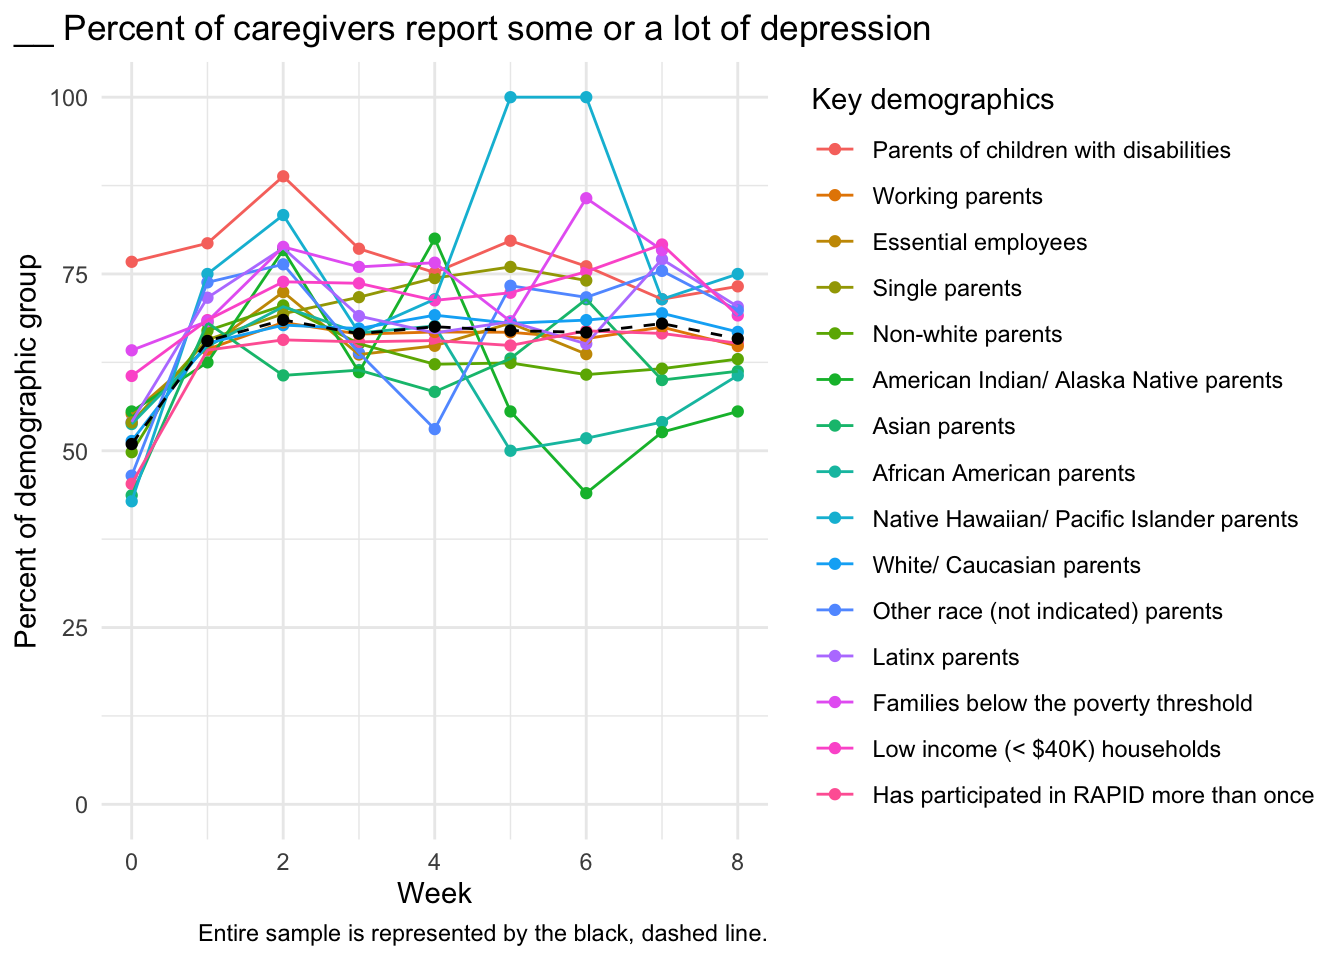 __ Percent of caregivers report some or a lot of depression
Percent of demographic group
100
75
50
25
0
0 2 4 6 8
Week
Entire sample is represented by the black, dashed line.
Key demographics
Parents of children with disabilities
Working parents
Essential employees
Single parents
Non-white parents
American Indian/ Alaska Native parents
Asian parents
African American parents
Native Hawaiian/ Pacific Islander parents
White/ Caucasian parents
Other race (not indicated) parents
Latinx parents
Families below the poverty threshold
Low income (< $40K) households
Has participated in RAPID more than once